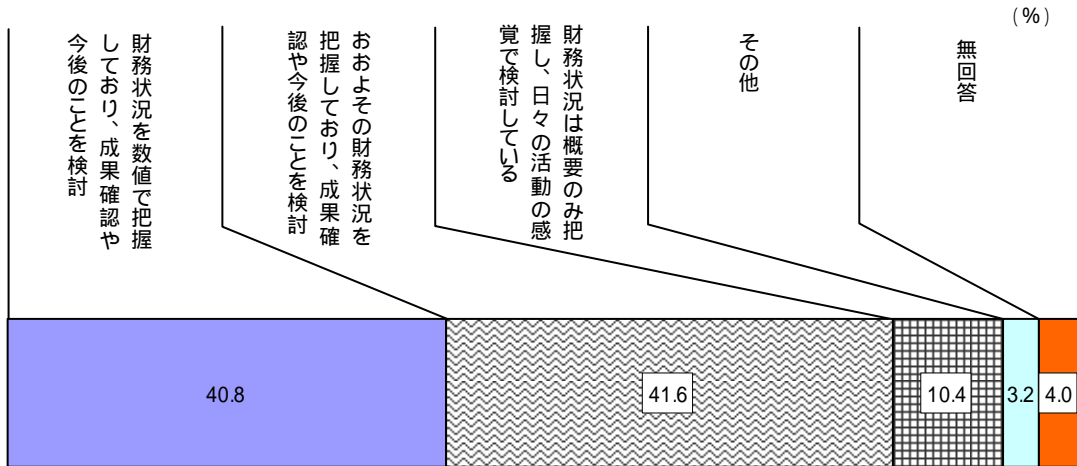 (%)
財務状況を数値で把握
しており、成果確認や
今後のことを検討
おおよその財務状況を
把握しており、成果確
認や今後のことを検討
財務状況は概要のみ把
握し、日々の活動の感
覚で検討している
その他
無回答
40.8
41.6
10.4
3.2
4.0